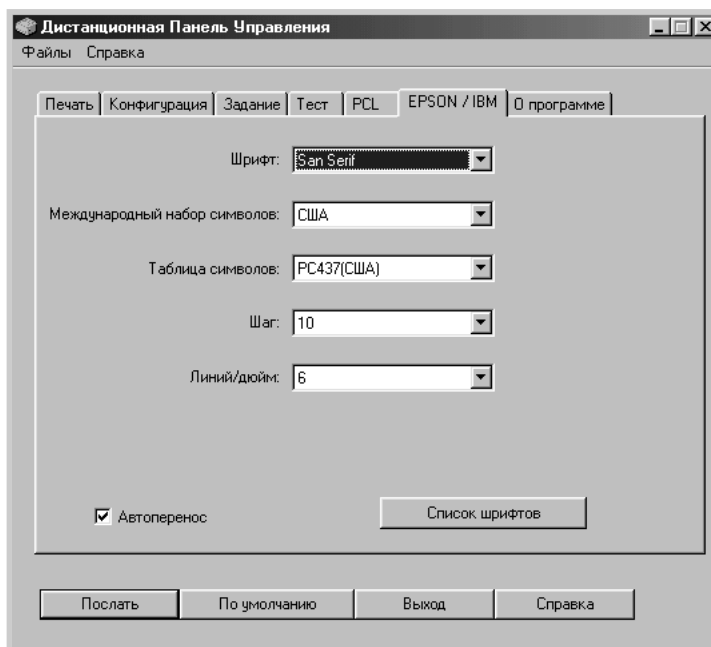 Дистанционная Панель Управления
Файлы Справка
Печать Конфигурация Задание Тест PCL EPSON / IBM О программе
Шрифт: San Serif
Международный набор символов: США
Таблица символов: PC437(США)
Шаг: 10
Линий/дюйм: 6
Автоперенос Список шрифтов
Послать По умолчанию Выход Справка